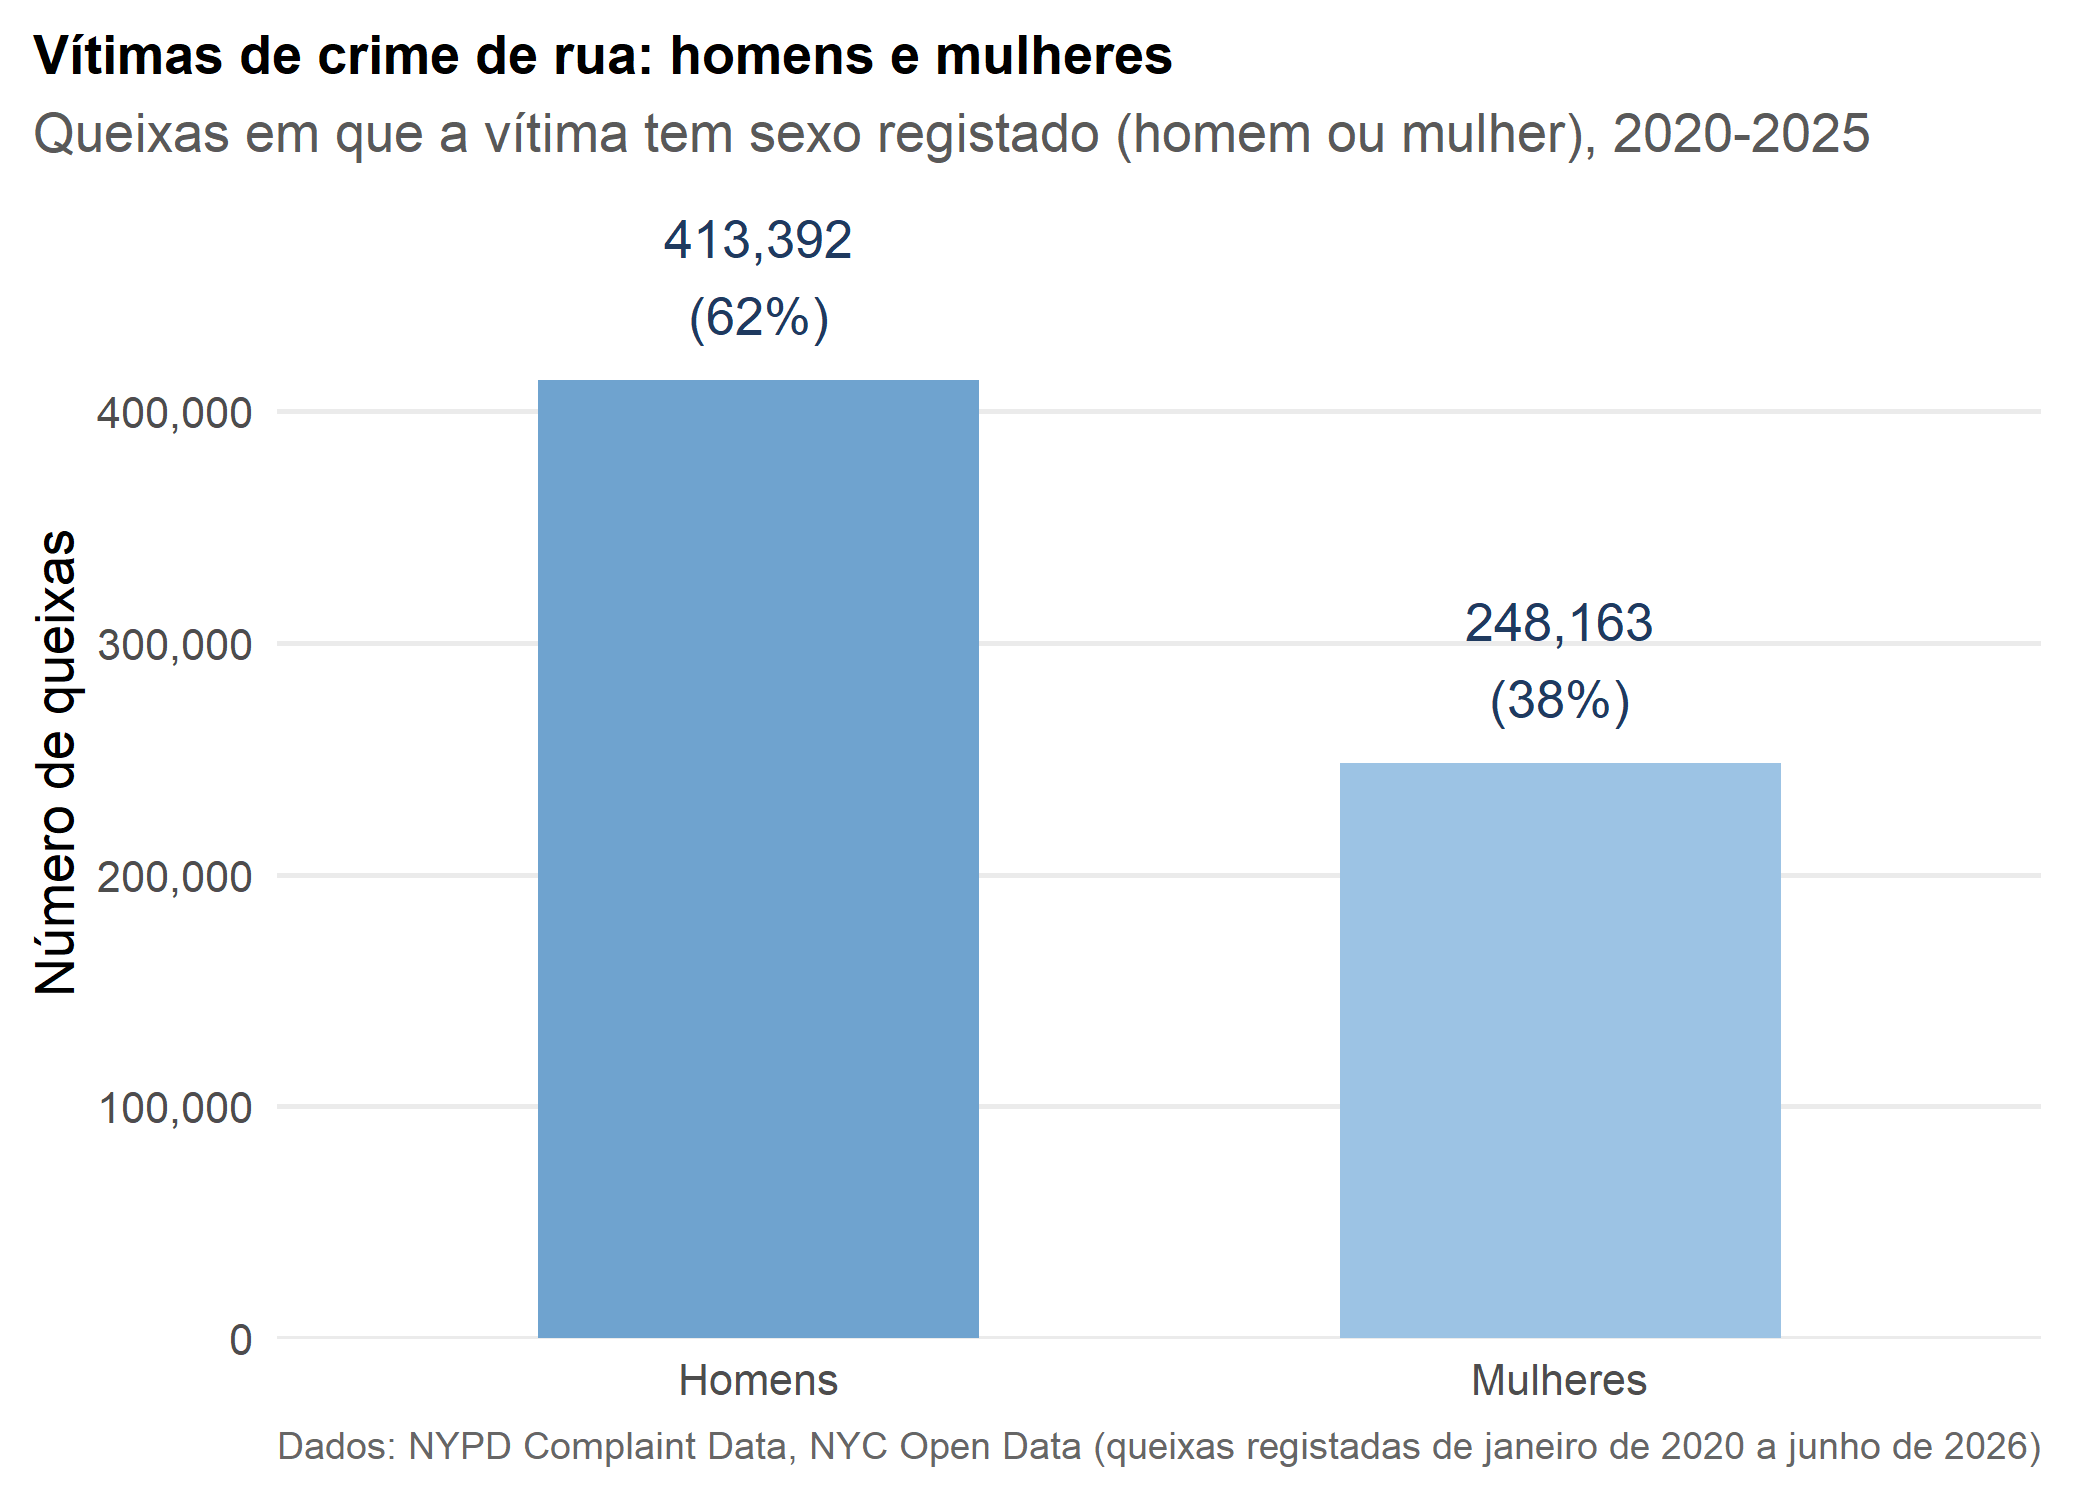 Vítimas de crime de rua: homens e mulheres
Queixas em que a vítima tem sexo registado (homem ou mulher), 2020-2025
413,392
(62%)
400,000
Número de queixas
248,163
300,000
(38%)
200,000
100,000
0
Homens
Mulheres
Dados: NYPD Complaint Data, NYC Open Data (queixas registadas de janeiro de 2020 a junho de 2026)